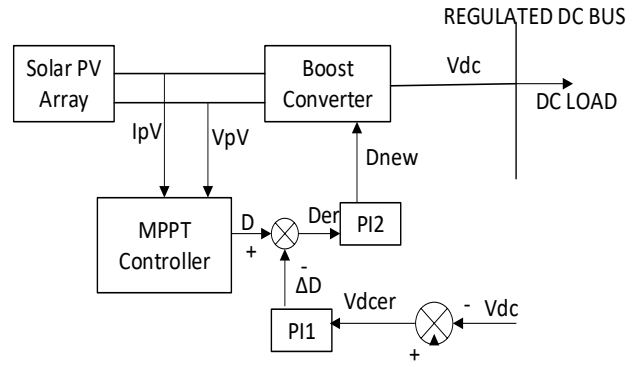 REGULATED DC BUS
Solar PV
Array
Boost
Converter
Vdc
DC LOAD
IpV
VpV
Dnew
MPPT
Controller
D
+
Der
PI2
-
ΔD
Vdcer
-
Vdc
PI1
+